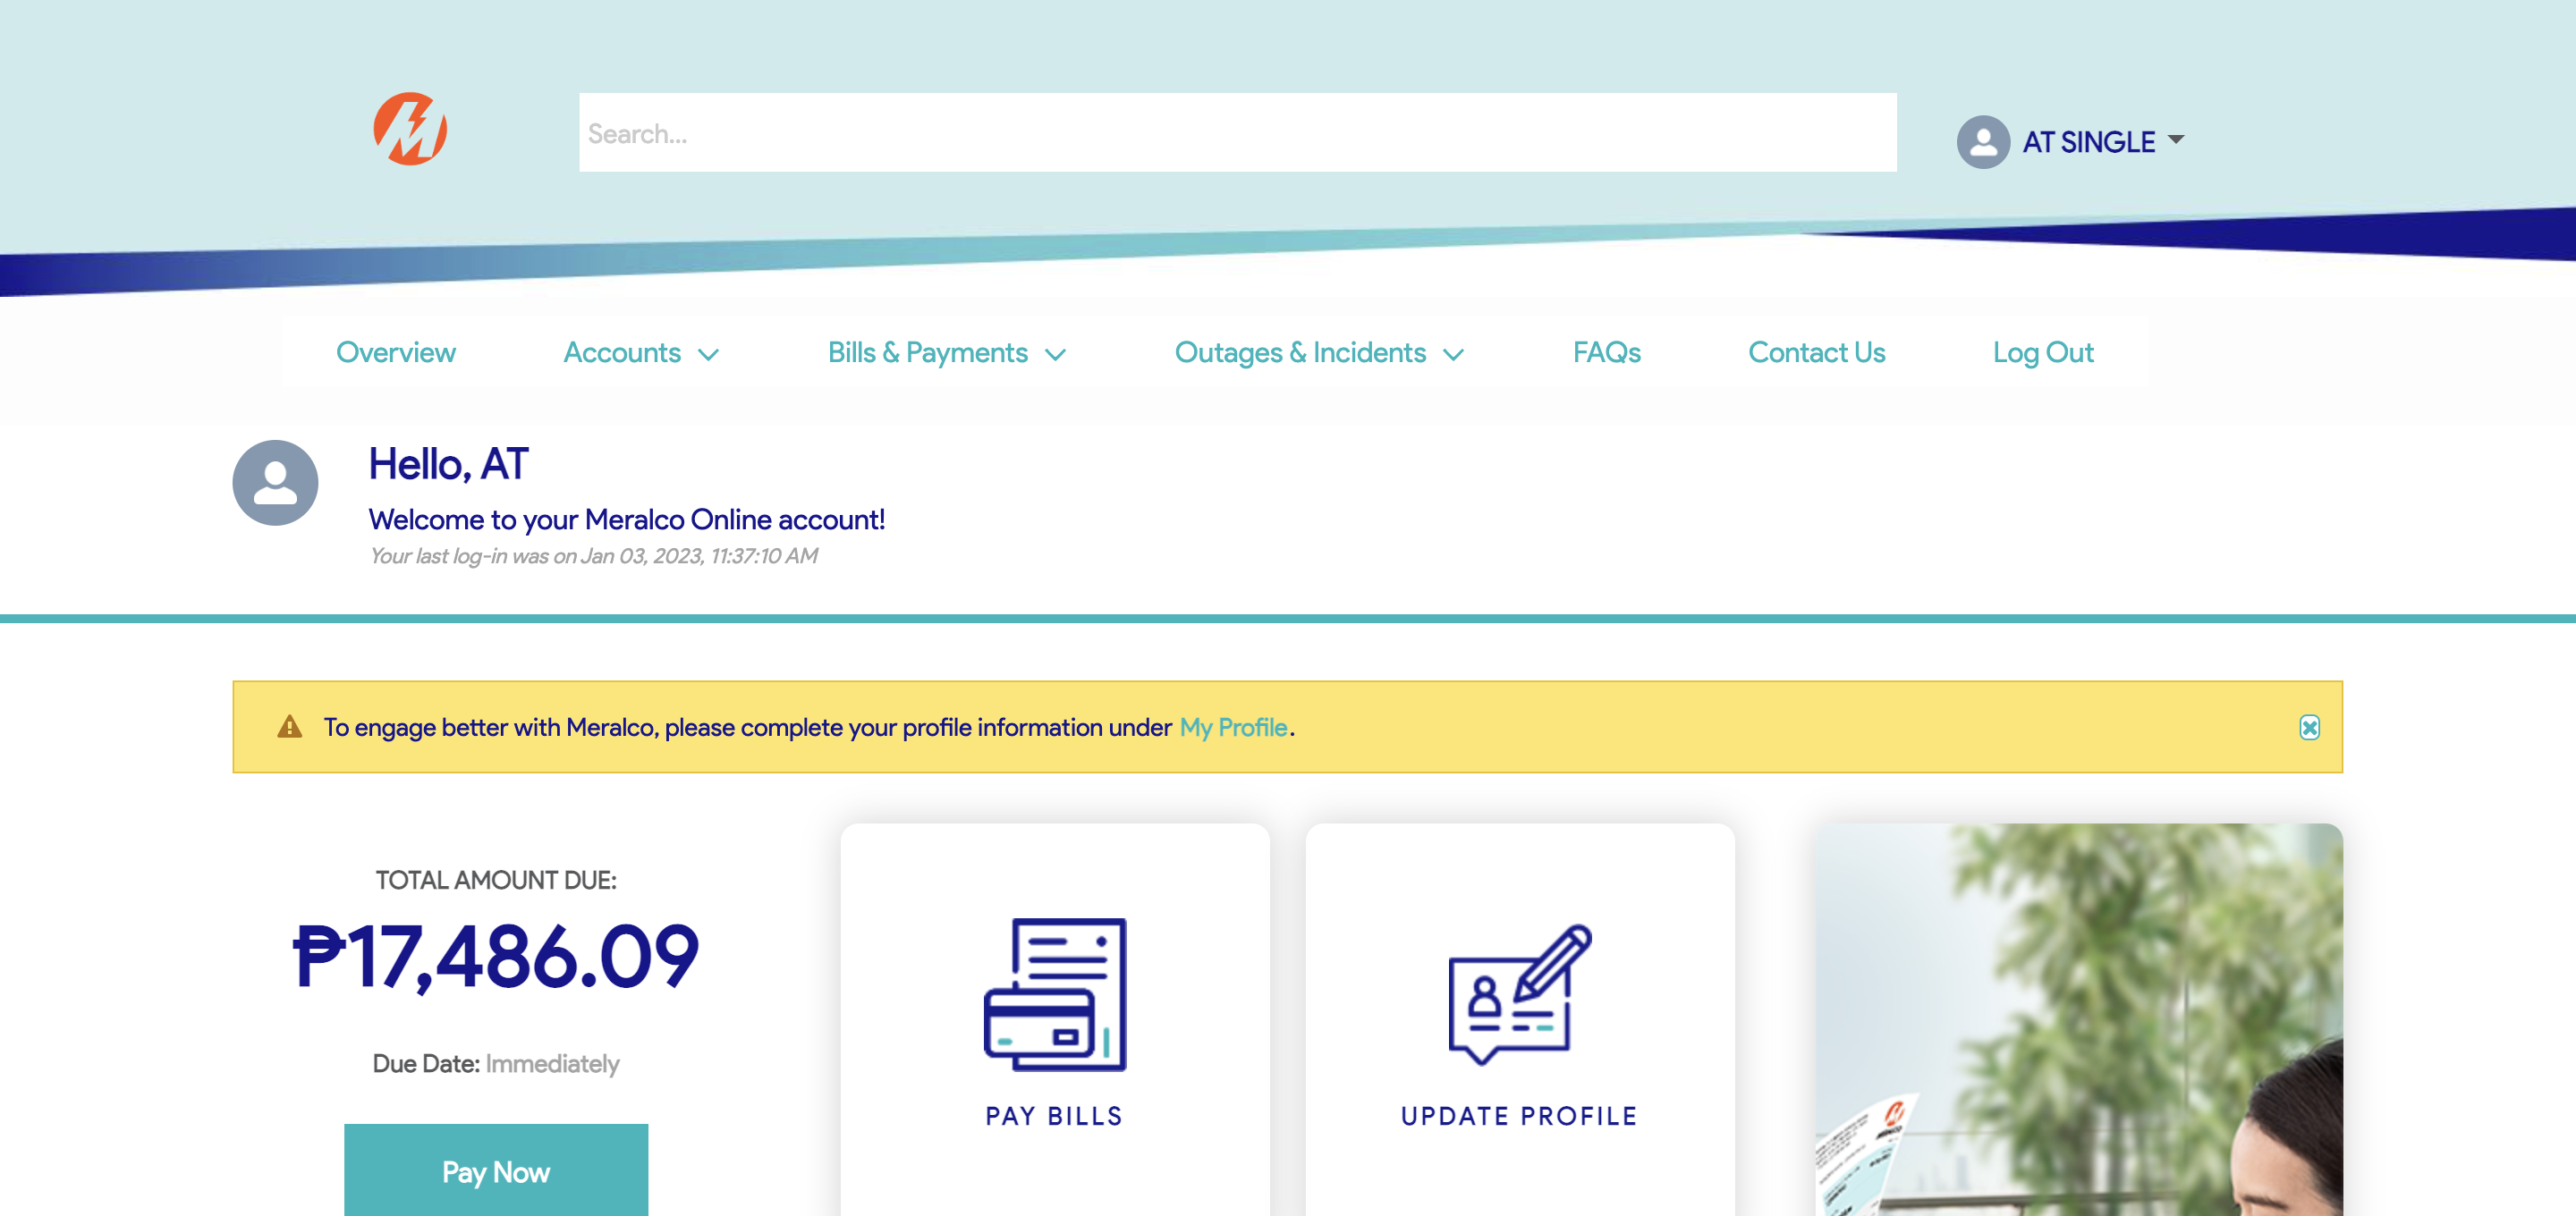 Search...
AT SINGLE
Overview
Accounts
Bills & Payments
Outages & Incidents
FAQs
Contact Us
Log Out
Hello, AT
Welcome to your Meralco Online account!
Your last log-in was on Jan 03, 2023, 11:37:10 AM
To engage better with Meralco, please complete your profile information under My Profile.
TOTAL AMOUNT DUE:
₱17,486.09
Due Date: Immediately
Pay Now
PAY BILLS
UPDATE PROFILE
MERALCO